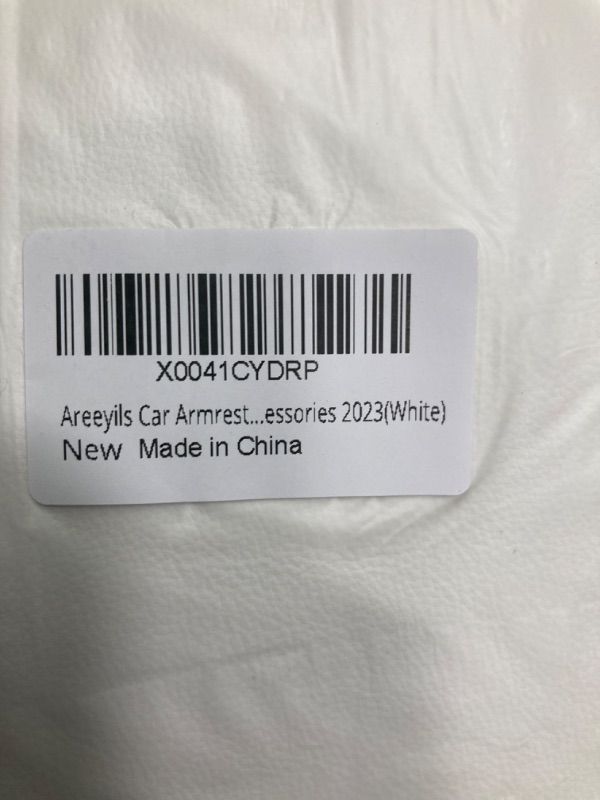 X0041CYDRP
Areeyils Car Armrest...essories 2023(White)
New Made in China